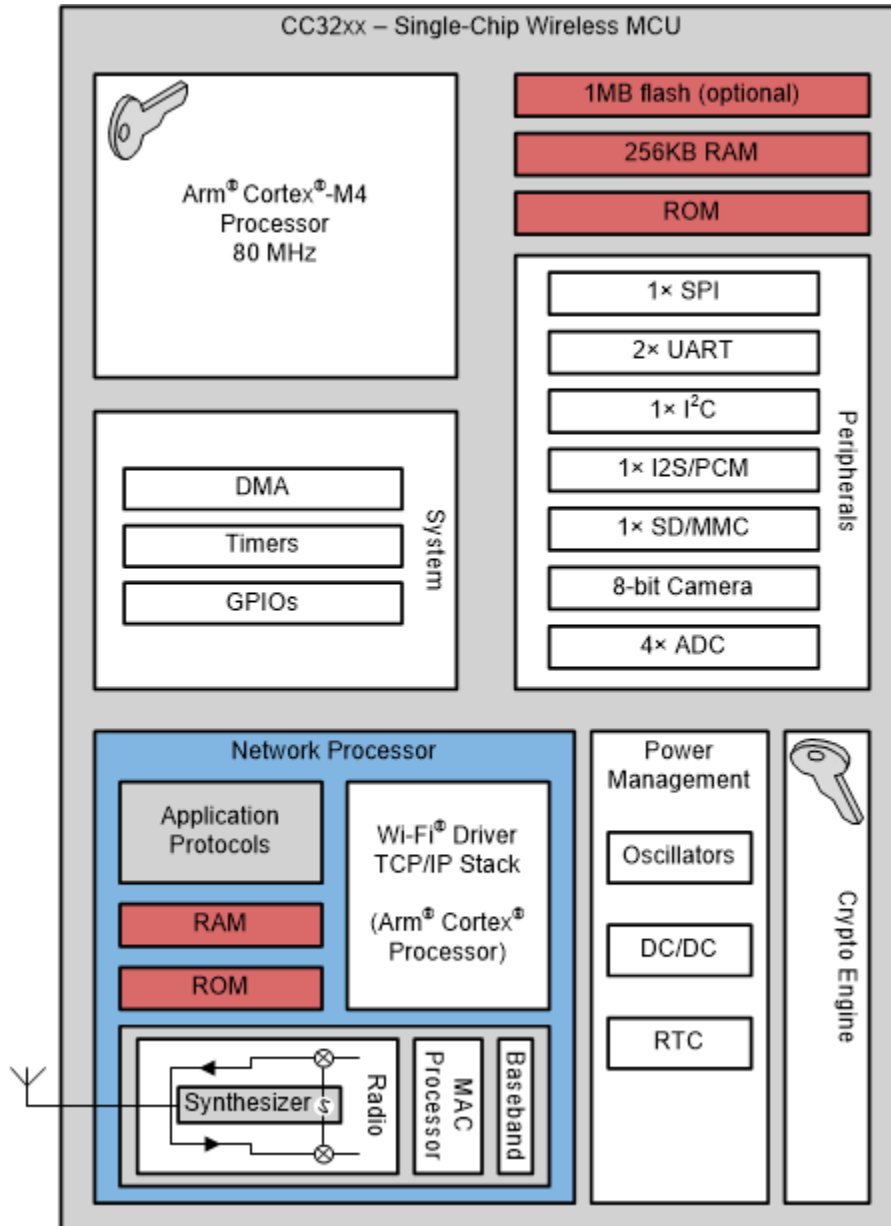 CC32xx – Single-Chip Wireless MCU
Arm® Cortex®-M4
Processor
80 MHz
1MB flash (optional)
256KB RAM
ROM
1× SPI
2× UART
1× I²C
1× I2S/PCM
1× SD/MMC
8-bit Camera
4× ADC
Peripherals
DMA
Timers
GPIOs
System
Network Processor
Application
Protocols
RAM
ROM
Wi-Fi® Driver
TCP/IP Stack
(Arm® Cortex®
Processor)
Synthesizer
Radio
MAC
Processor
Baseband
Power
Management
Oscillators
DC/DC
RTC
Crypto Engine